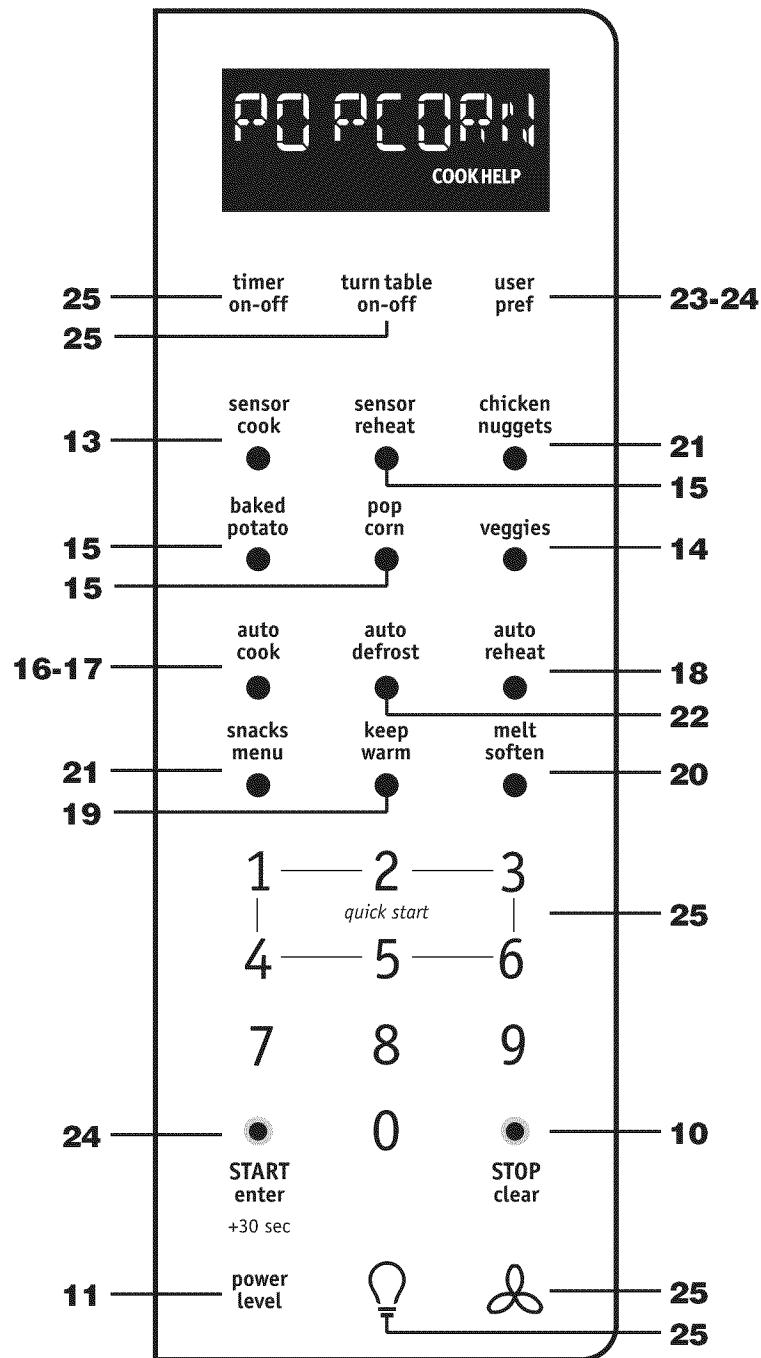 POPCORN
COOK HELP
timer turn table user
25 on-off on-off pref 23-24
25
sensor sensor chicken
13 cook reheat nuggets 21
15
baked pop
15 potato corn veggies 14
15
auto auto auto
16-17 cook defrost reheat 18
22
snacks keep melt
21 menu warm soften 20
19
1 2 3
quick start 25
4 5 6
7 8 9
24 0 10
START STOP
enter clear
+30 sec
11 power 25
level
25